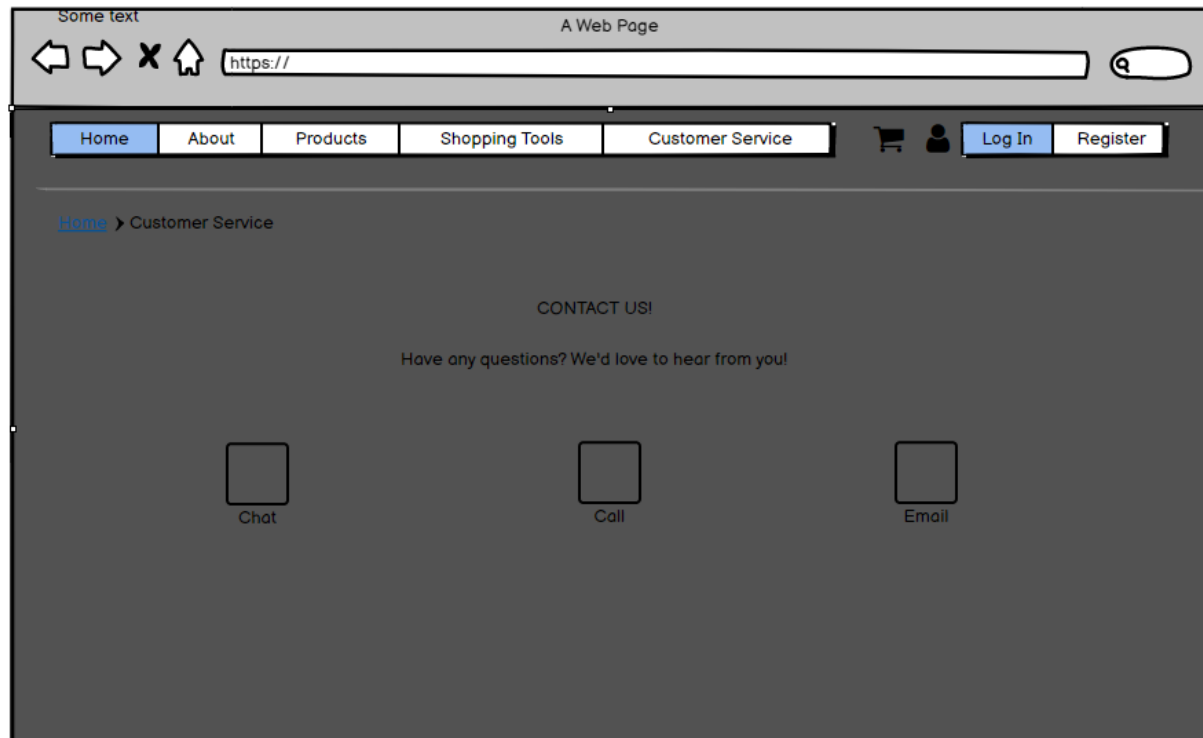 Some text
A Web Page
https://
Home About Products Shopping Tools Customer Service Log In Register
Home Customer Service
CONTACT US!
Have any questions? We'd love to hear from you!
Chat Call Email